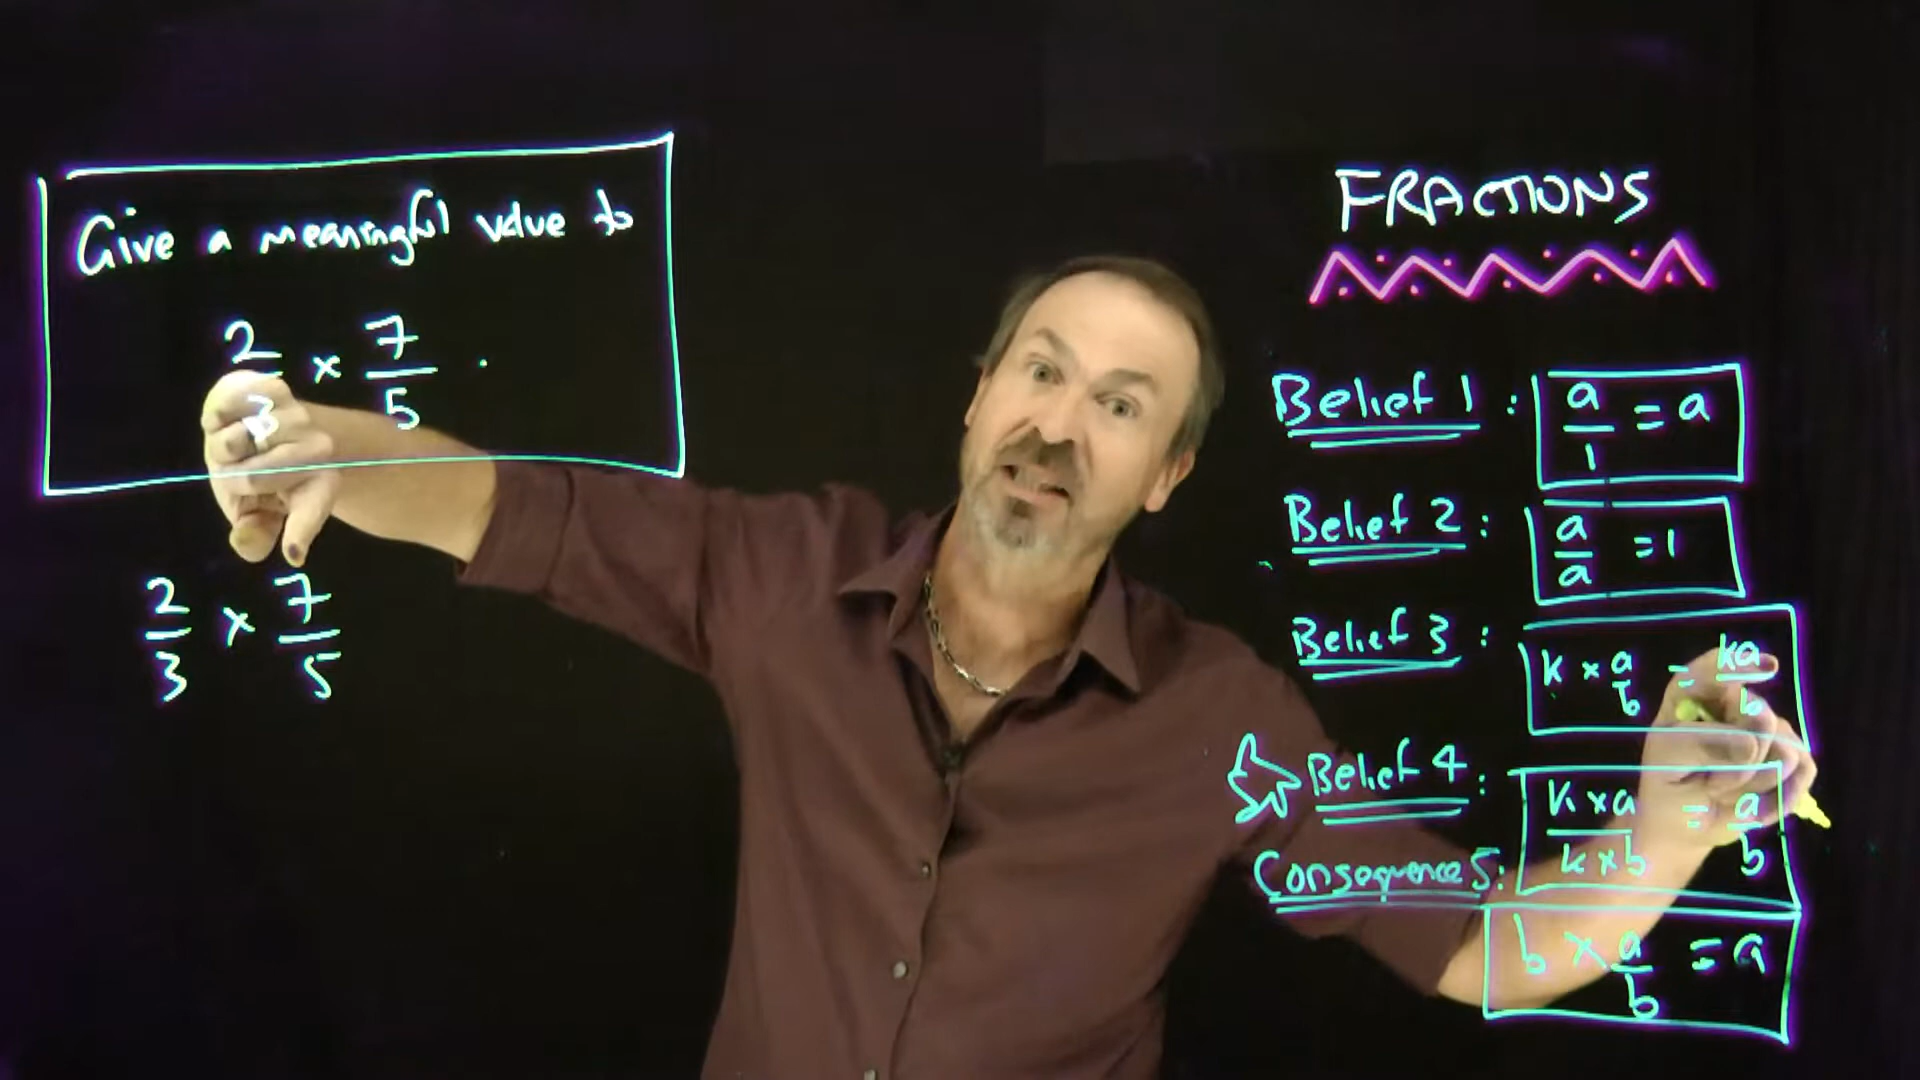 Give a meaningful value to
2/3 × 7/5 .
2/3 × 7/5
FRACTIONS
Belief 1 : a/1 = a
Belief 2 : a/a = 1
Belief 3 : k × a/b = ka/b
Belief 4 : k × a / k × b = a/b
Consequence 5 : b × a/b = a